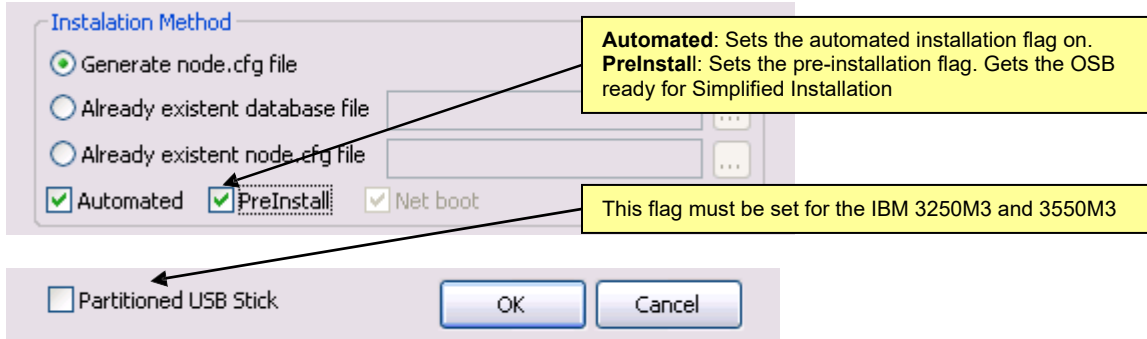 Instalation Method
Generate node.cfg file
Already existent database file
...
Already existent node.cfg file
...
Automated
PreInstall
Net boot
Automated: Sets the automated installation flag on.
PreInstall: Sets the pre-installation flag. Gets the OSB
ready for Simplified Installation
This flag must be set for the IBM 3250M3 and 3550M3
Partitioned USB Stick
OK
Cancel